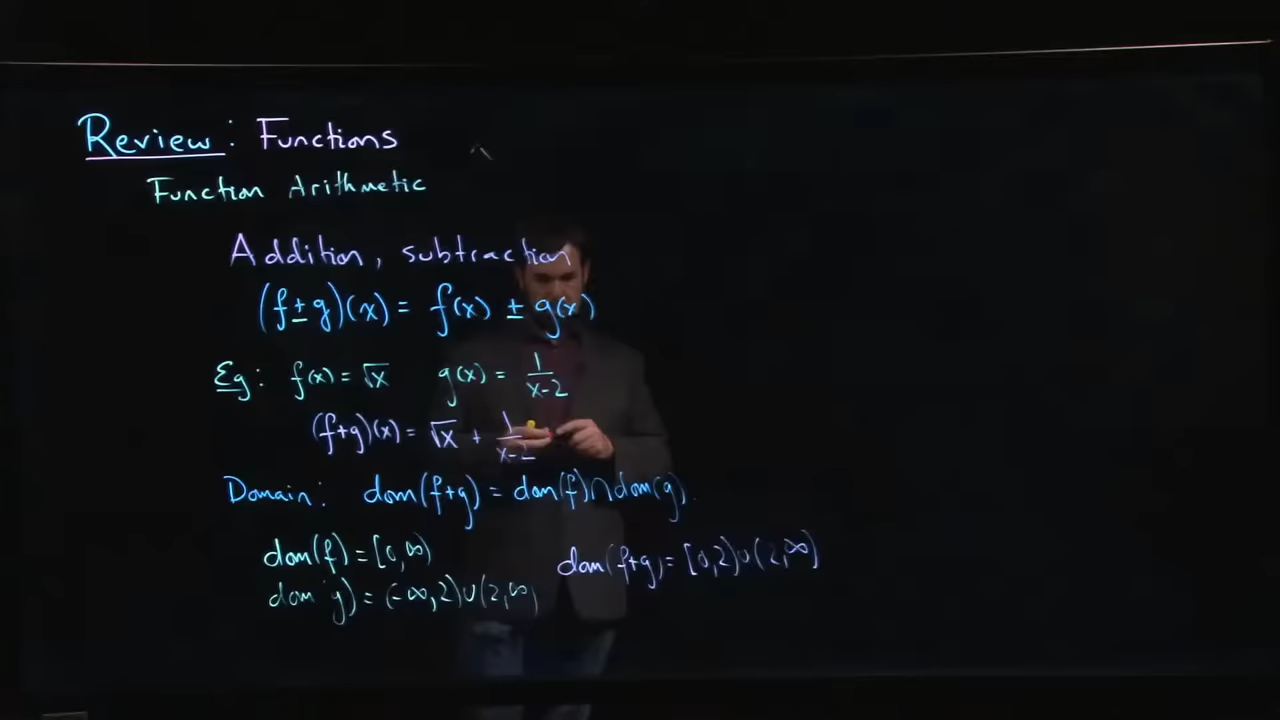 Review: Functions
Function Arithmetic
Addition, subtraction
(f±g)(x) = f(x) ± g(x)
Eg: f(x) = √x g(x) = 1/(x-2)
(f+g)(x) = √x + 1/(x-2)
Domain: dom(f+g) = dom(f)∩dom(g).
dom(f) = [0,∞)
dom(g) = (-∞,2)∪(2,∞)
dom(f+g) = [0,2)∪(2,∞)